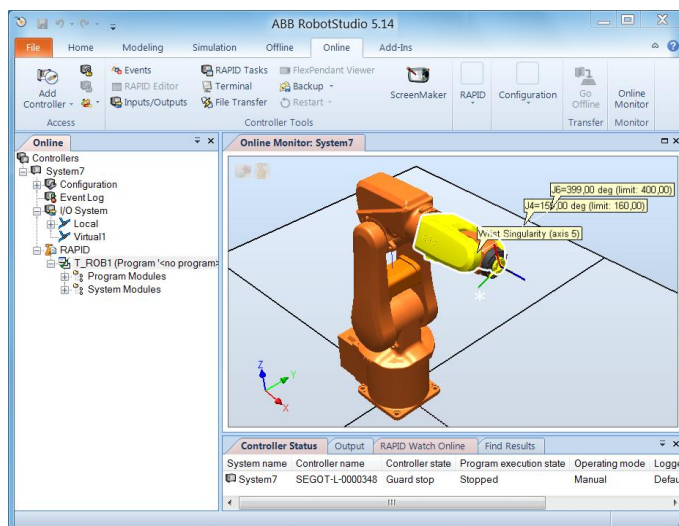 ABB RobotStudio 5.14
File Home Modeling Simulation Offline Online Add-Ins
Add Controller
Events
RAPID Editor
Inputs/Outputs
RAPID Tasks
Terminal
File Transfer
FlexPendant Viewer
Backup
Restart
ScreenMaker
RAPID
Configuration
Go Offline
Online Monitor
Access Controller Tools Transfer Monitor
Online
Controllers
System7
Configuration
Event Log
I/O System
Local
Virtual1
RAPID
T_ROB1 (Program '<no program>
Program Modules
System Modules
Online Monitor: System7
J6=399,00 deg (limit: 400,00)
,00 deg (limit: 160,00)
Wrist Singularity (axis 5)
Z
Y
X
Controller Status Output RAPID Watch Online Find Results
System name Controller name Controller state Program execution state Operating mode Logge
System7 SEGOT-L-0000348 Guard stop Stopped Manual Defau